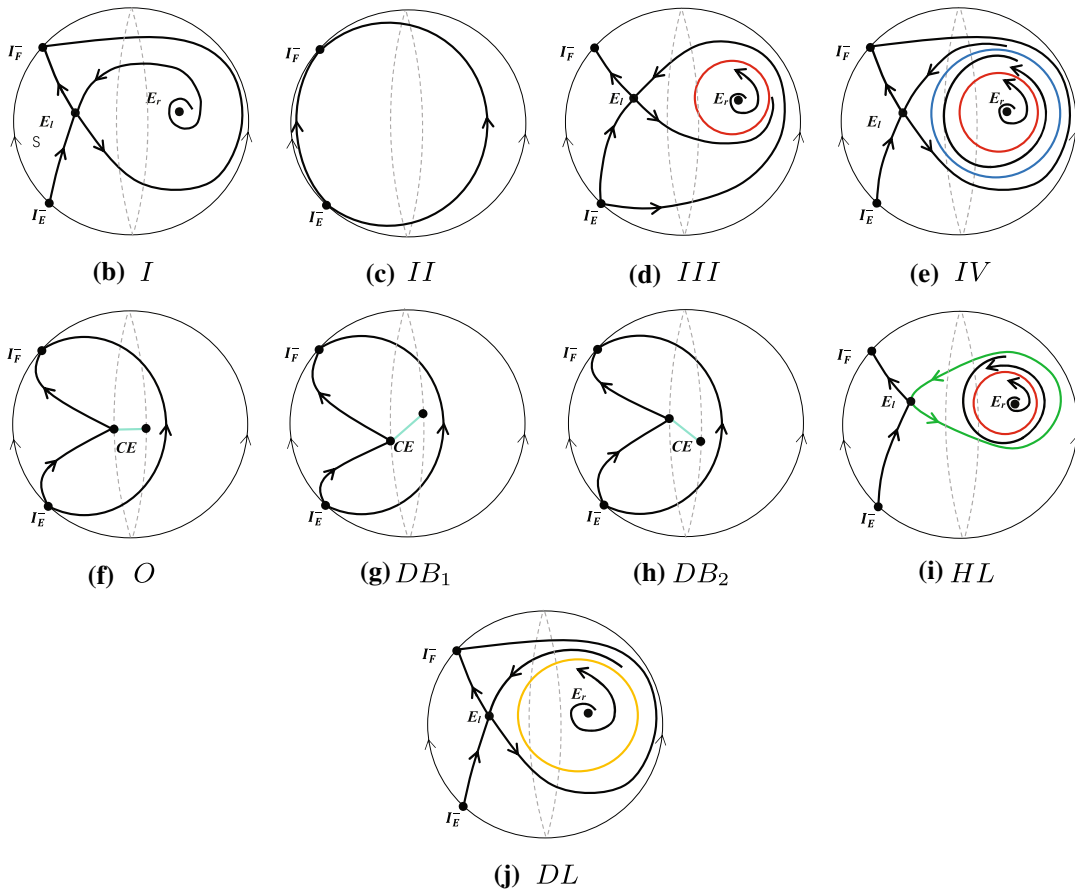 I_F^- I_F^- I_F^- I_F^-
E_r E_r E_r
E_l E_l E_l
S
I_E^- I_E^- I_E^- I_E^-
(b) I (c) II (d) III (e) IV
I_F^- I_F^- I_F^- I_F^-
E_l E_r
CE CE CE
I_E^- I_E^- I_E^- I_E^-
(f) O (g) DB_1 (h) DB_2 (i) HL
I_F^-
E_r
E_l
I_E^-
(j) DL